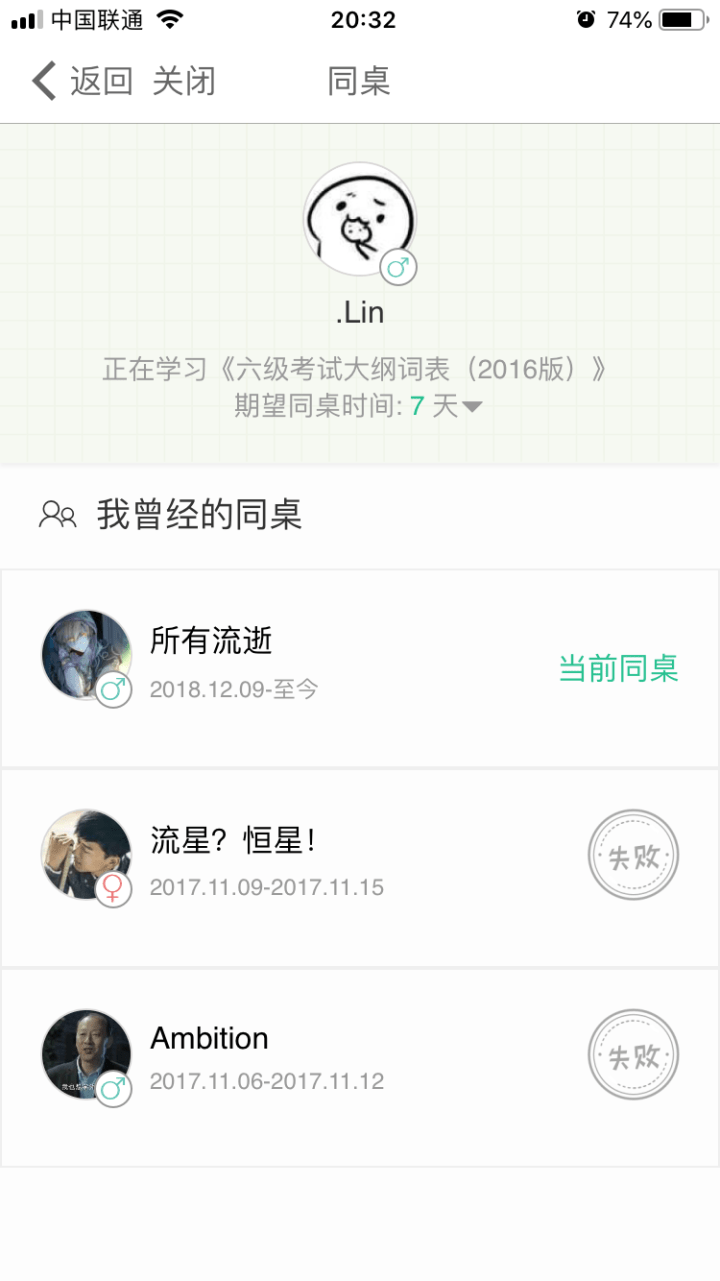 中国联通 20:32 74%
返回 关闭 同桌
.Lin
正在学习《六级考试大纲词表（2016版）》
期望同桌时间: 7 天
我曾经的同桌
所有流逝
2018.12.09-至今
当前同桌
流星？恒星！
2017.11.09-2017.11.15
失败
Ambition
2017.11.06-2017.11.12
失败